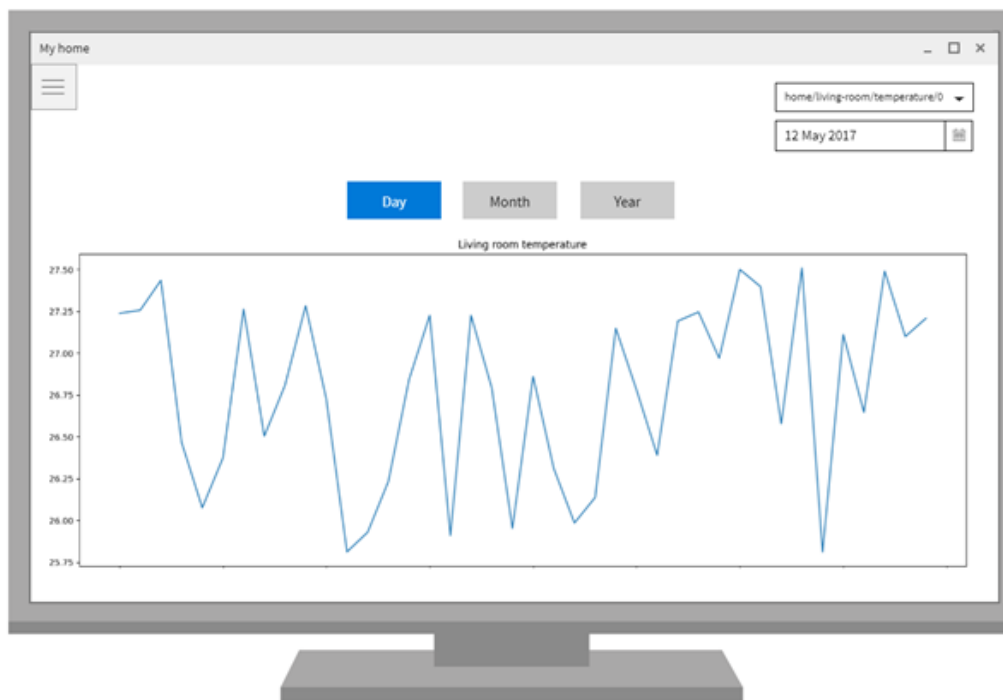 My home
home/living-room/temperature/0
12 May 2017
Day Month Year
Living room temperature
27.50
27.25
27.00
26.75
26.50
26.25
26.00
25.75